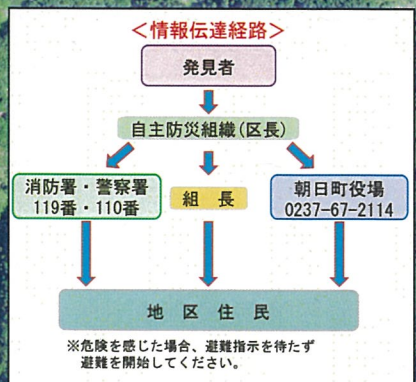 ＜情報伝達経路＞
発見者
自主防災組織(区長)
消防署・警察署
119番・110番
組　長
朝日町役場
0237-67-2114
地　区　住　民
※危険を感じた場合、避難指示を待たず
避難を開始してください。